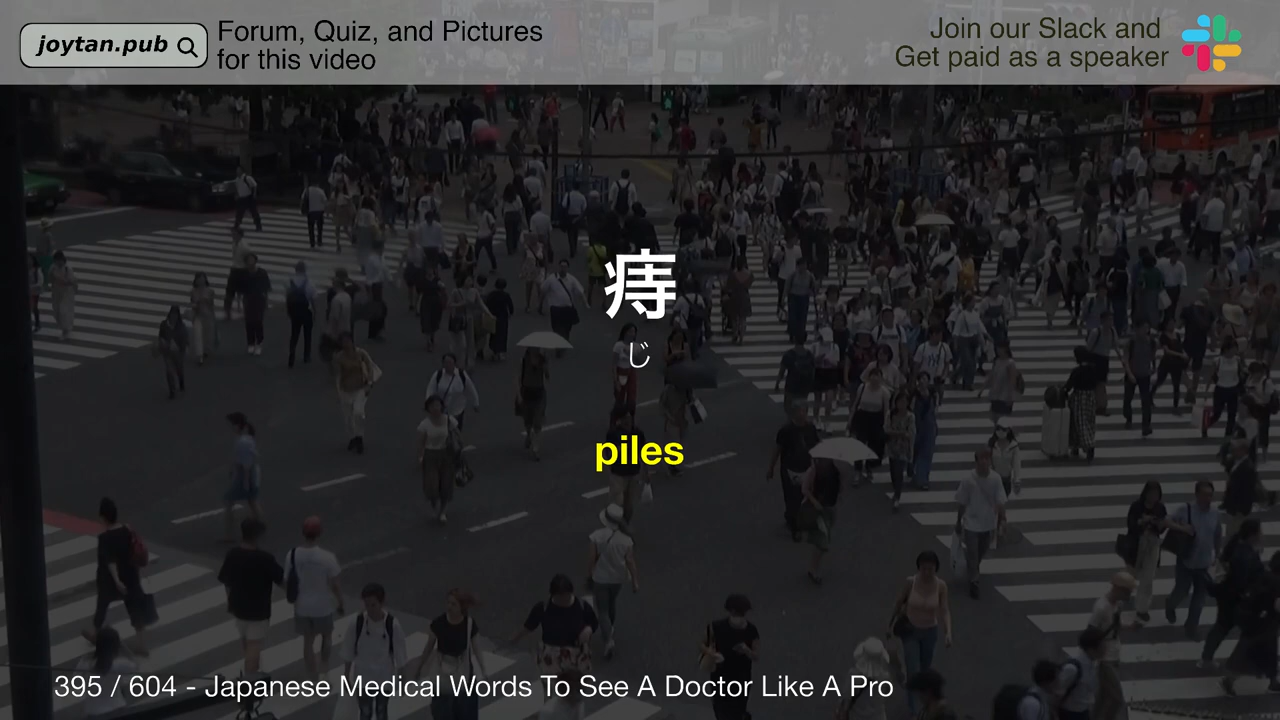 joytan.pub
Forum, Quiz, and Pictures
for this video
Join our Slack and
Get paid as a speaker
痔
じ
piles
395 / 604 - Japanese Medical Words To See A Doctor Like A Pro